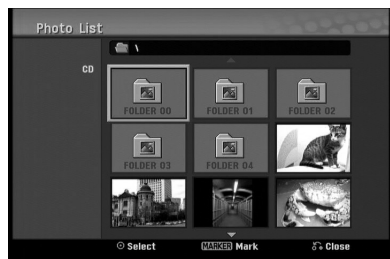 Photo List
\
CD
FOLDER 00 FOLDER 01 FOLDER 02
FOLDER 03 FOLDER 04
Select MARKER Mark Close